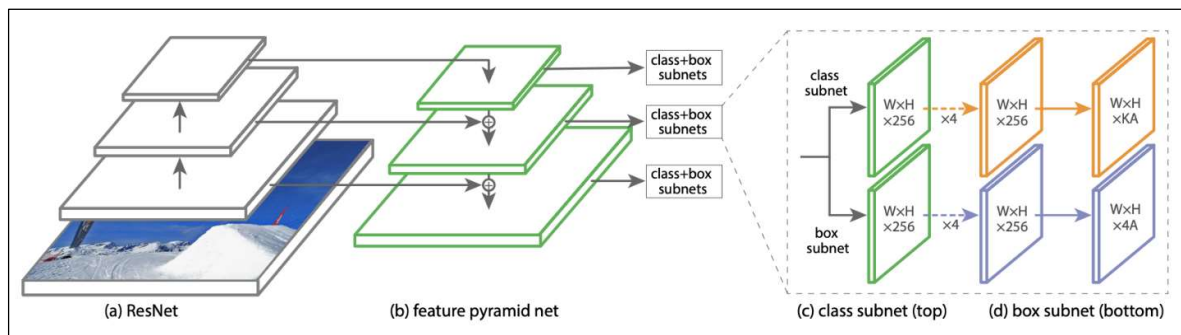 class+box
subnets
class+box
subnets
class+box
subnets
class
subnet
W×H
×256
×4
W×H
×256
W×H
×KA
box
subnet
W×H
×256
×4
W×H
×256
W×H
×4A
(a) ResNet
(b) feature pyramid net
(c) class subnet (top)
(d) box subnet (bottom)